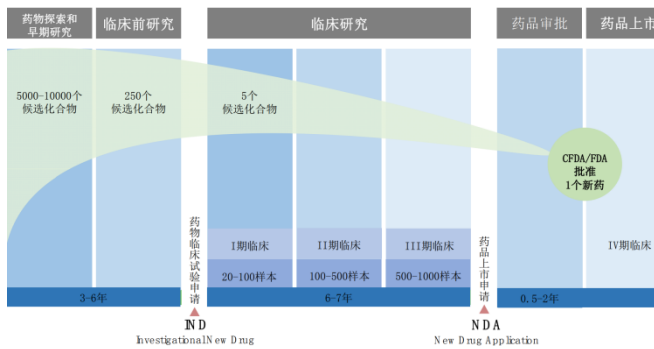 药物探索和
早期研究
临床前研究
临床研究
药品审批
药品上市
5000-10000个
候选化合物
250个
候选化合物
5个
候选化合物
CFDA/FDA
批准
1个新药
药物临床试验申请
药品上市申请
I期临床
II期临床
III期临床
IV期临床
20-100样本
100-500样本
500-1000样本
3-6年
6-7年
0.5-2年
IND
Investigational New Drug
NDA
New Drug Application